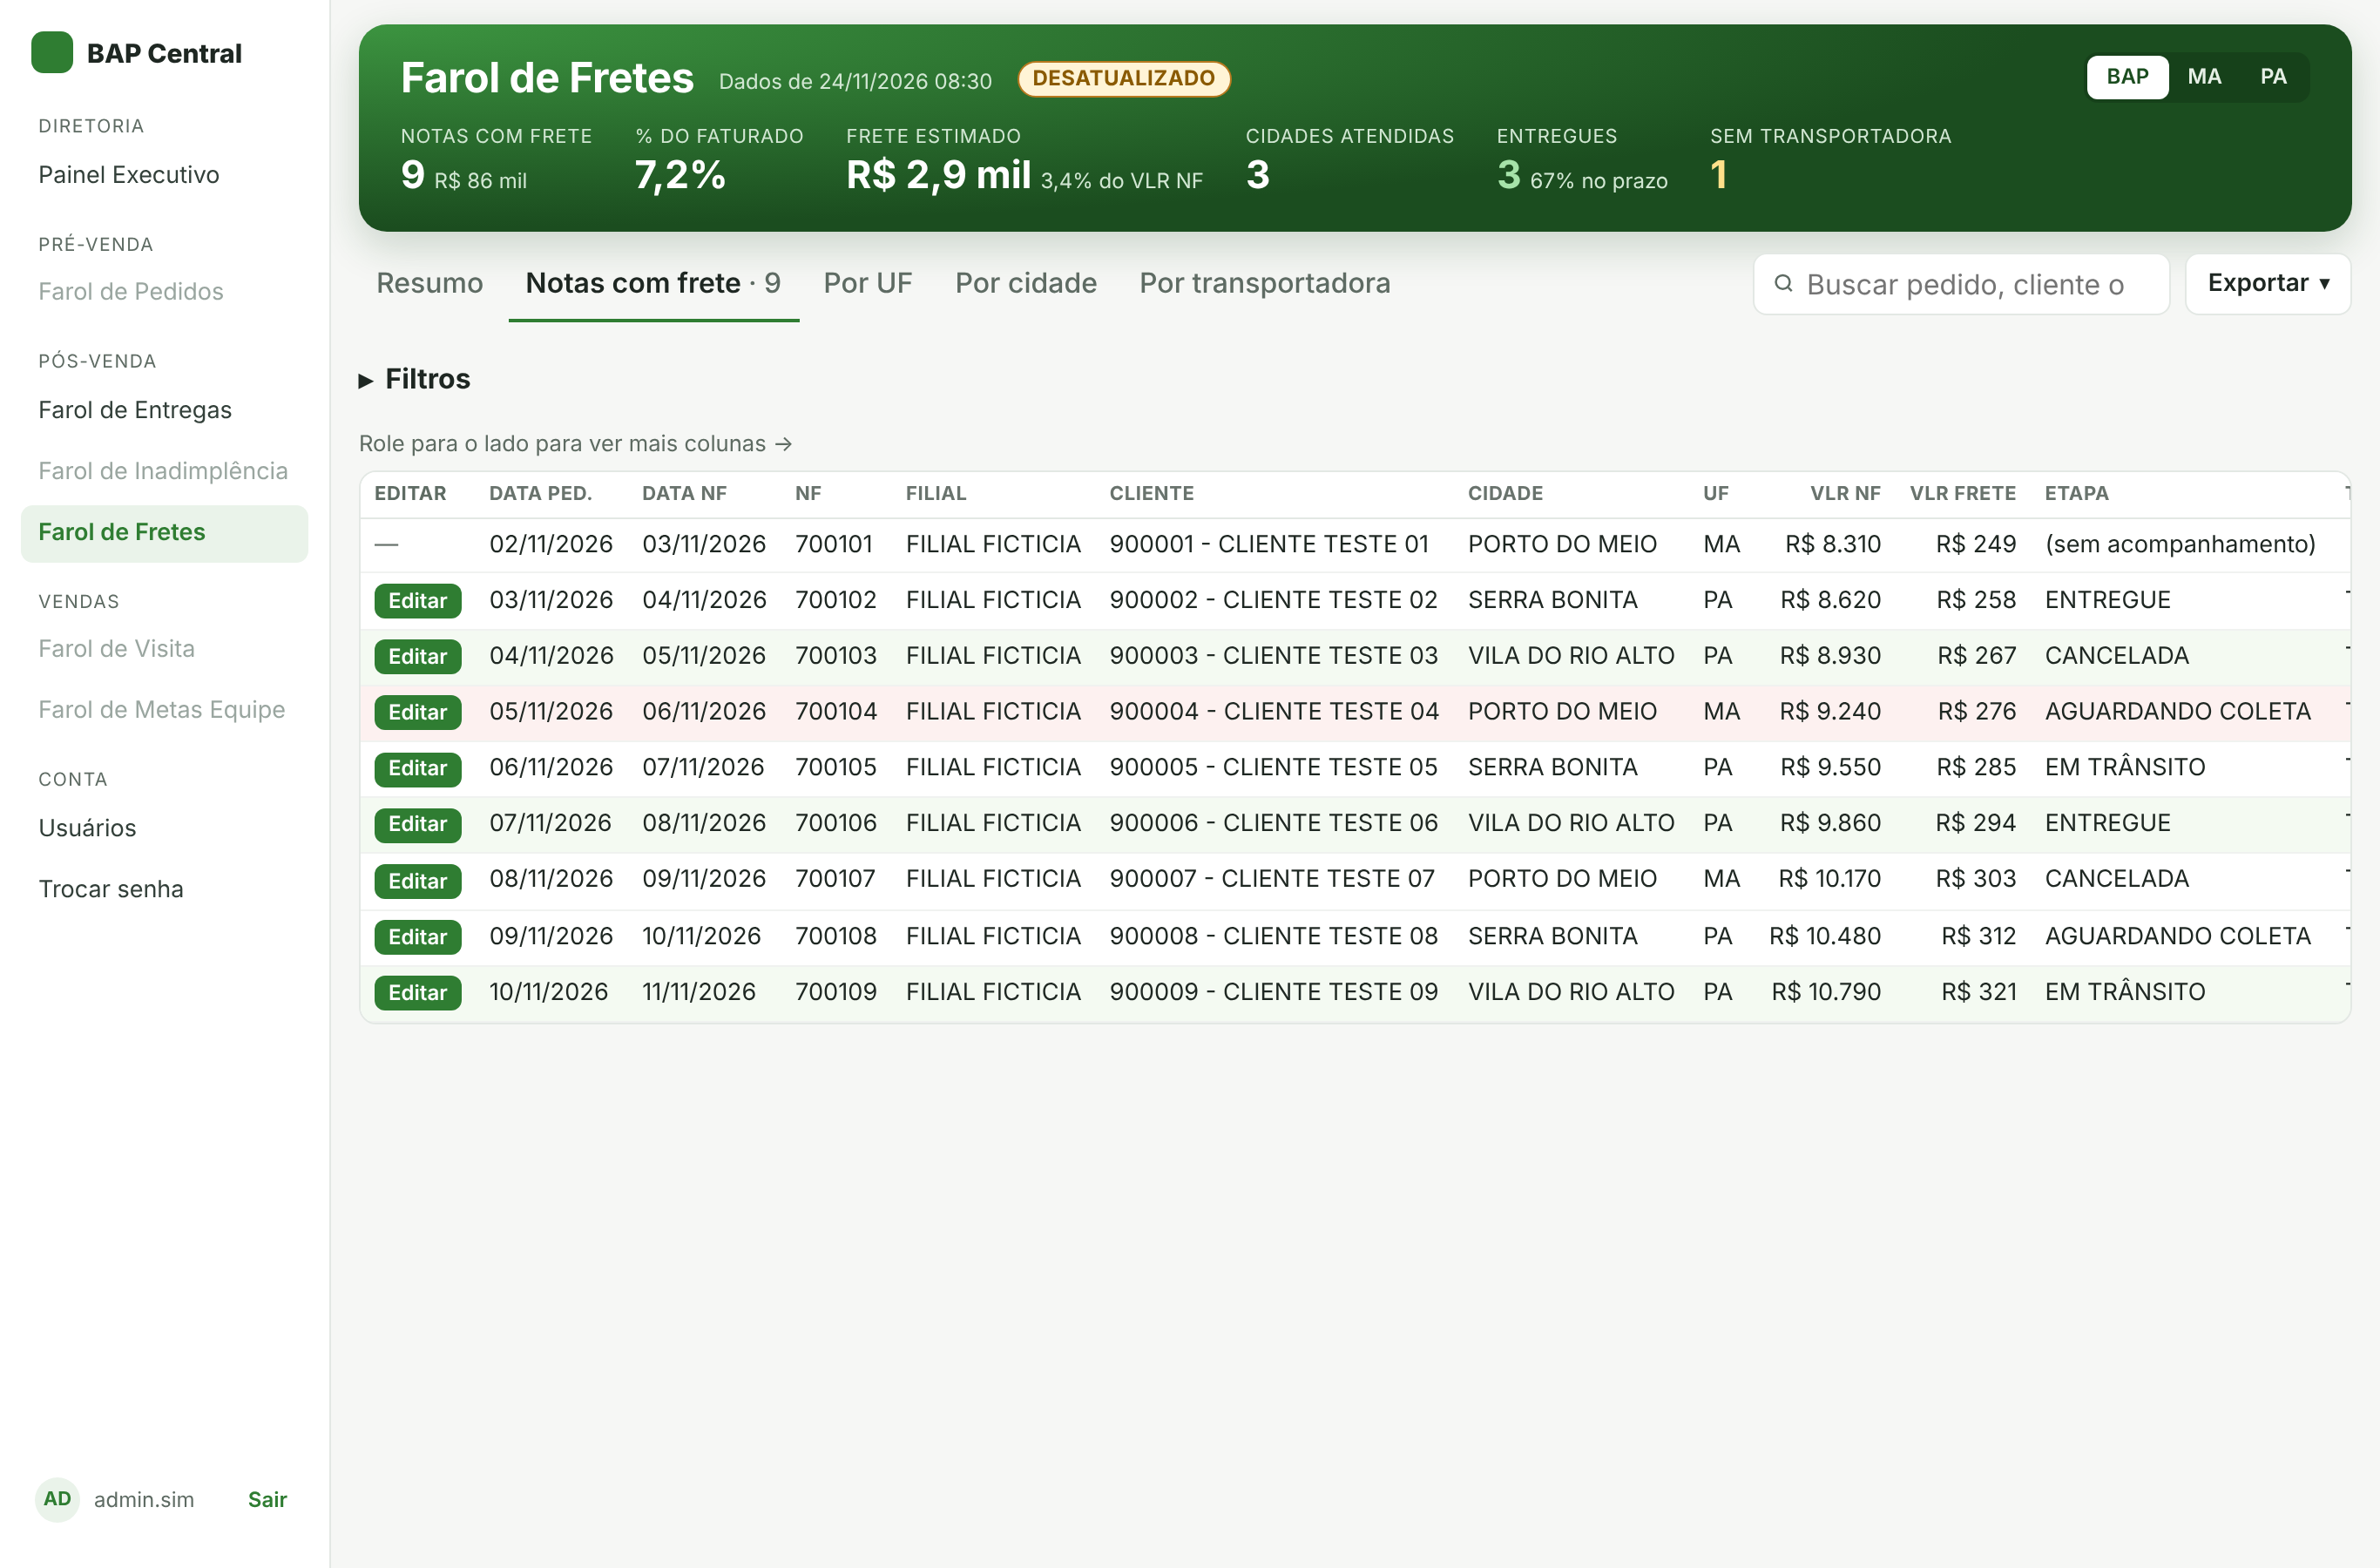 BAP Central
DIRETORIA
Painel Executivo
PRÉ-VENDA
Farol de Pedidos
PÓS-VENDA
Farol de Entregas
Farol de Inadimplência
Farol de Fretes
VENDAS
Farol de Visita
Farol de Metas Equipe
CONTA
Usuários
Trocar senha
AD admin.sim Sair
Farol de Fretes Dados de 24/11/2026 08:30 DESATUALIZADO BAP MA PA
NOTAS COM FRETE % DO FATURADO FRETE ESTIMADO CIDADES ATENDIDAS ENTREGUES SEM TRANSPORTADORA
9 R$ 86 mil 7,2% R$ 2,9 mil 3,4% do VLR NF 3 3 67% no prazo 1
Resumo Notas com frete · 9 Por UF Por cidade Por transportadora Buscar pedido, cliente o Exportar ▾
▸ Filtros
Role para o lado para ver mais colunas →
EDITAR DATA PED. DATA NF NF FILIAL CLIENTE CIDADE UF VLR NF VLR FRETE ETAPA
— 02/11/2026 03/11/2026 700101 FILIAL FICTICIA 900001 - CLIENTE TESTE 01 PORTO DO MEIO MA R$ 8.310 R$ 249 (sem acompanhamento)
Editar 03/11/2026 04/11/2026 700102 FILIAL FICTICIA 900002 - CLIENTE TESTE 02 SERRA BONITA PA R$ 8.620 R$ 258 ENTREGUE
Editar 04/11/2026 05/11/2026 700103 FILIAL FICTICIA 900003 - CLIENTE TESTE 03 VILA DO RIO ALTO PA R$ 8.930 R$ 267 CANCELADA
Editar 05/11/2026 06/11/2026 700104 FILIAL FICTICIA 900004 - CLIENTE TESTE 04 PORTO DO MEIO MA R$ 9.240 R$ 276 AGUARDANDO COLETA
Editar 06/11/2026 07/11/2026 700105 FILIAL FICTICIA 900005 - CLIENTE TESTE 05 SERRA BONITA PA R$ 9.550 R$ 285 EM TRÂNSITO
Editar 07/11/2026 08/11/2026 700106 FILIAL FICTICIA 900006 - CLIENTE TESTE 06 VILA DO RIO ALTO PA R$ 9.860 R$ 294 ENTREGUE
Editar 08/11/2026 09/11/2026 700107 FILIAL FICTICIA 900007 - CLIENTE TESTE 07 PORTO DO MEIO MA R$ 10.170 R$ 303 CANCELADA
Editar 09/11/2026 10/11/2026 700108 FILIAL FICTICIA 900008 - CLIENTE TESTE 08 SERRA BONITA PA R$ 10.480 R$ 312 AGUARDANDO COLETA
Editar 10/11/2026 11/11/2026 700109 FILIAL FICTICIA 900009 - CLIENTE TESTE 09 VILA DO RIO ALTO PA R$ 10.790 R$ 321 EM TRÂNSITO